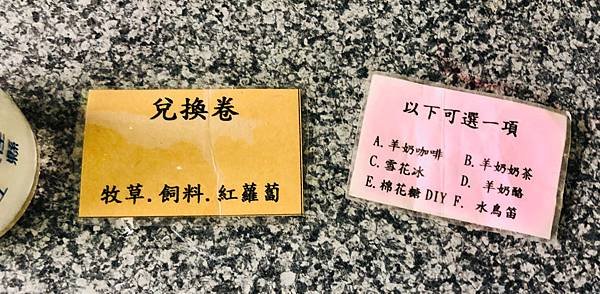 兌換卷
牧草.飼料.紅蘿蔔
以下可選一項
A.羊奶咖啡 B.羊奶奶茶
C.雪花冰 D.羊奶酪
E.棉花糖DIY F.水鳥笛